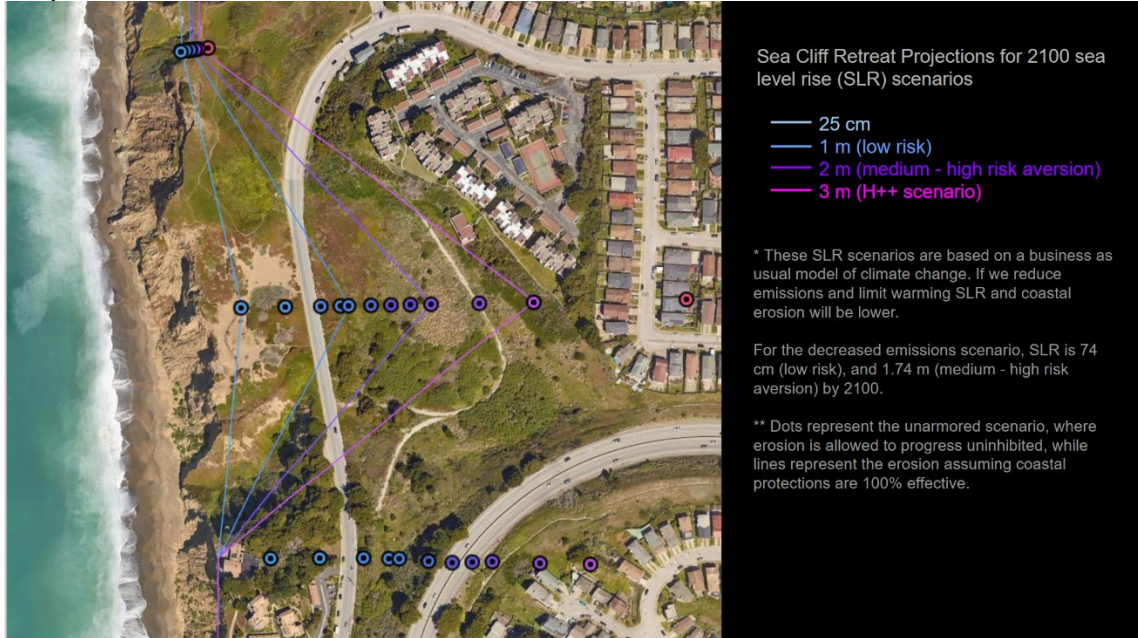 Sea Cliff Retreat Projections for 2100 sea
level rise (SLR) scenarios
25 cm
1 m (low risk)
2 m (medium - high risk aversion)
3 m (H++ scenario)
* These SLR scenarios are based on a business as
usual model of climate change. If we reduce
emissions and limit warming SLR and coastal
erosion will be lower.
For the decreased emissions scenario, SLR is 74
cm (low risk), and 1.74 m (medium - high risk
aversion) by 2100.
** Dots represent the unarmored scenario, where
erosion is allowed to progress uninhibited, while
lines represent the erosion assuming coastal
protections are 100% effective.